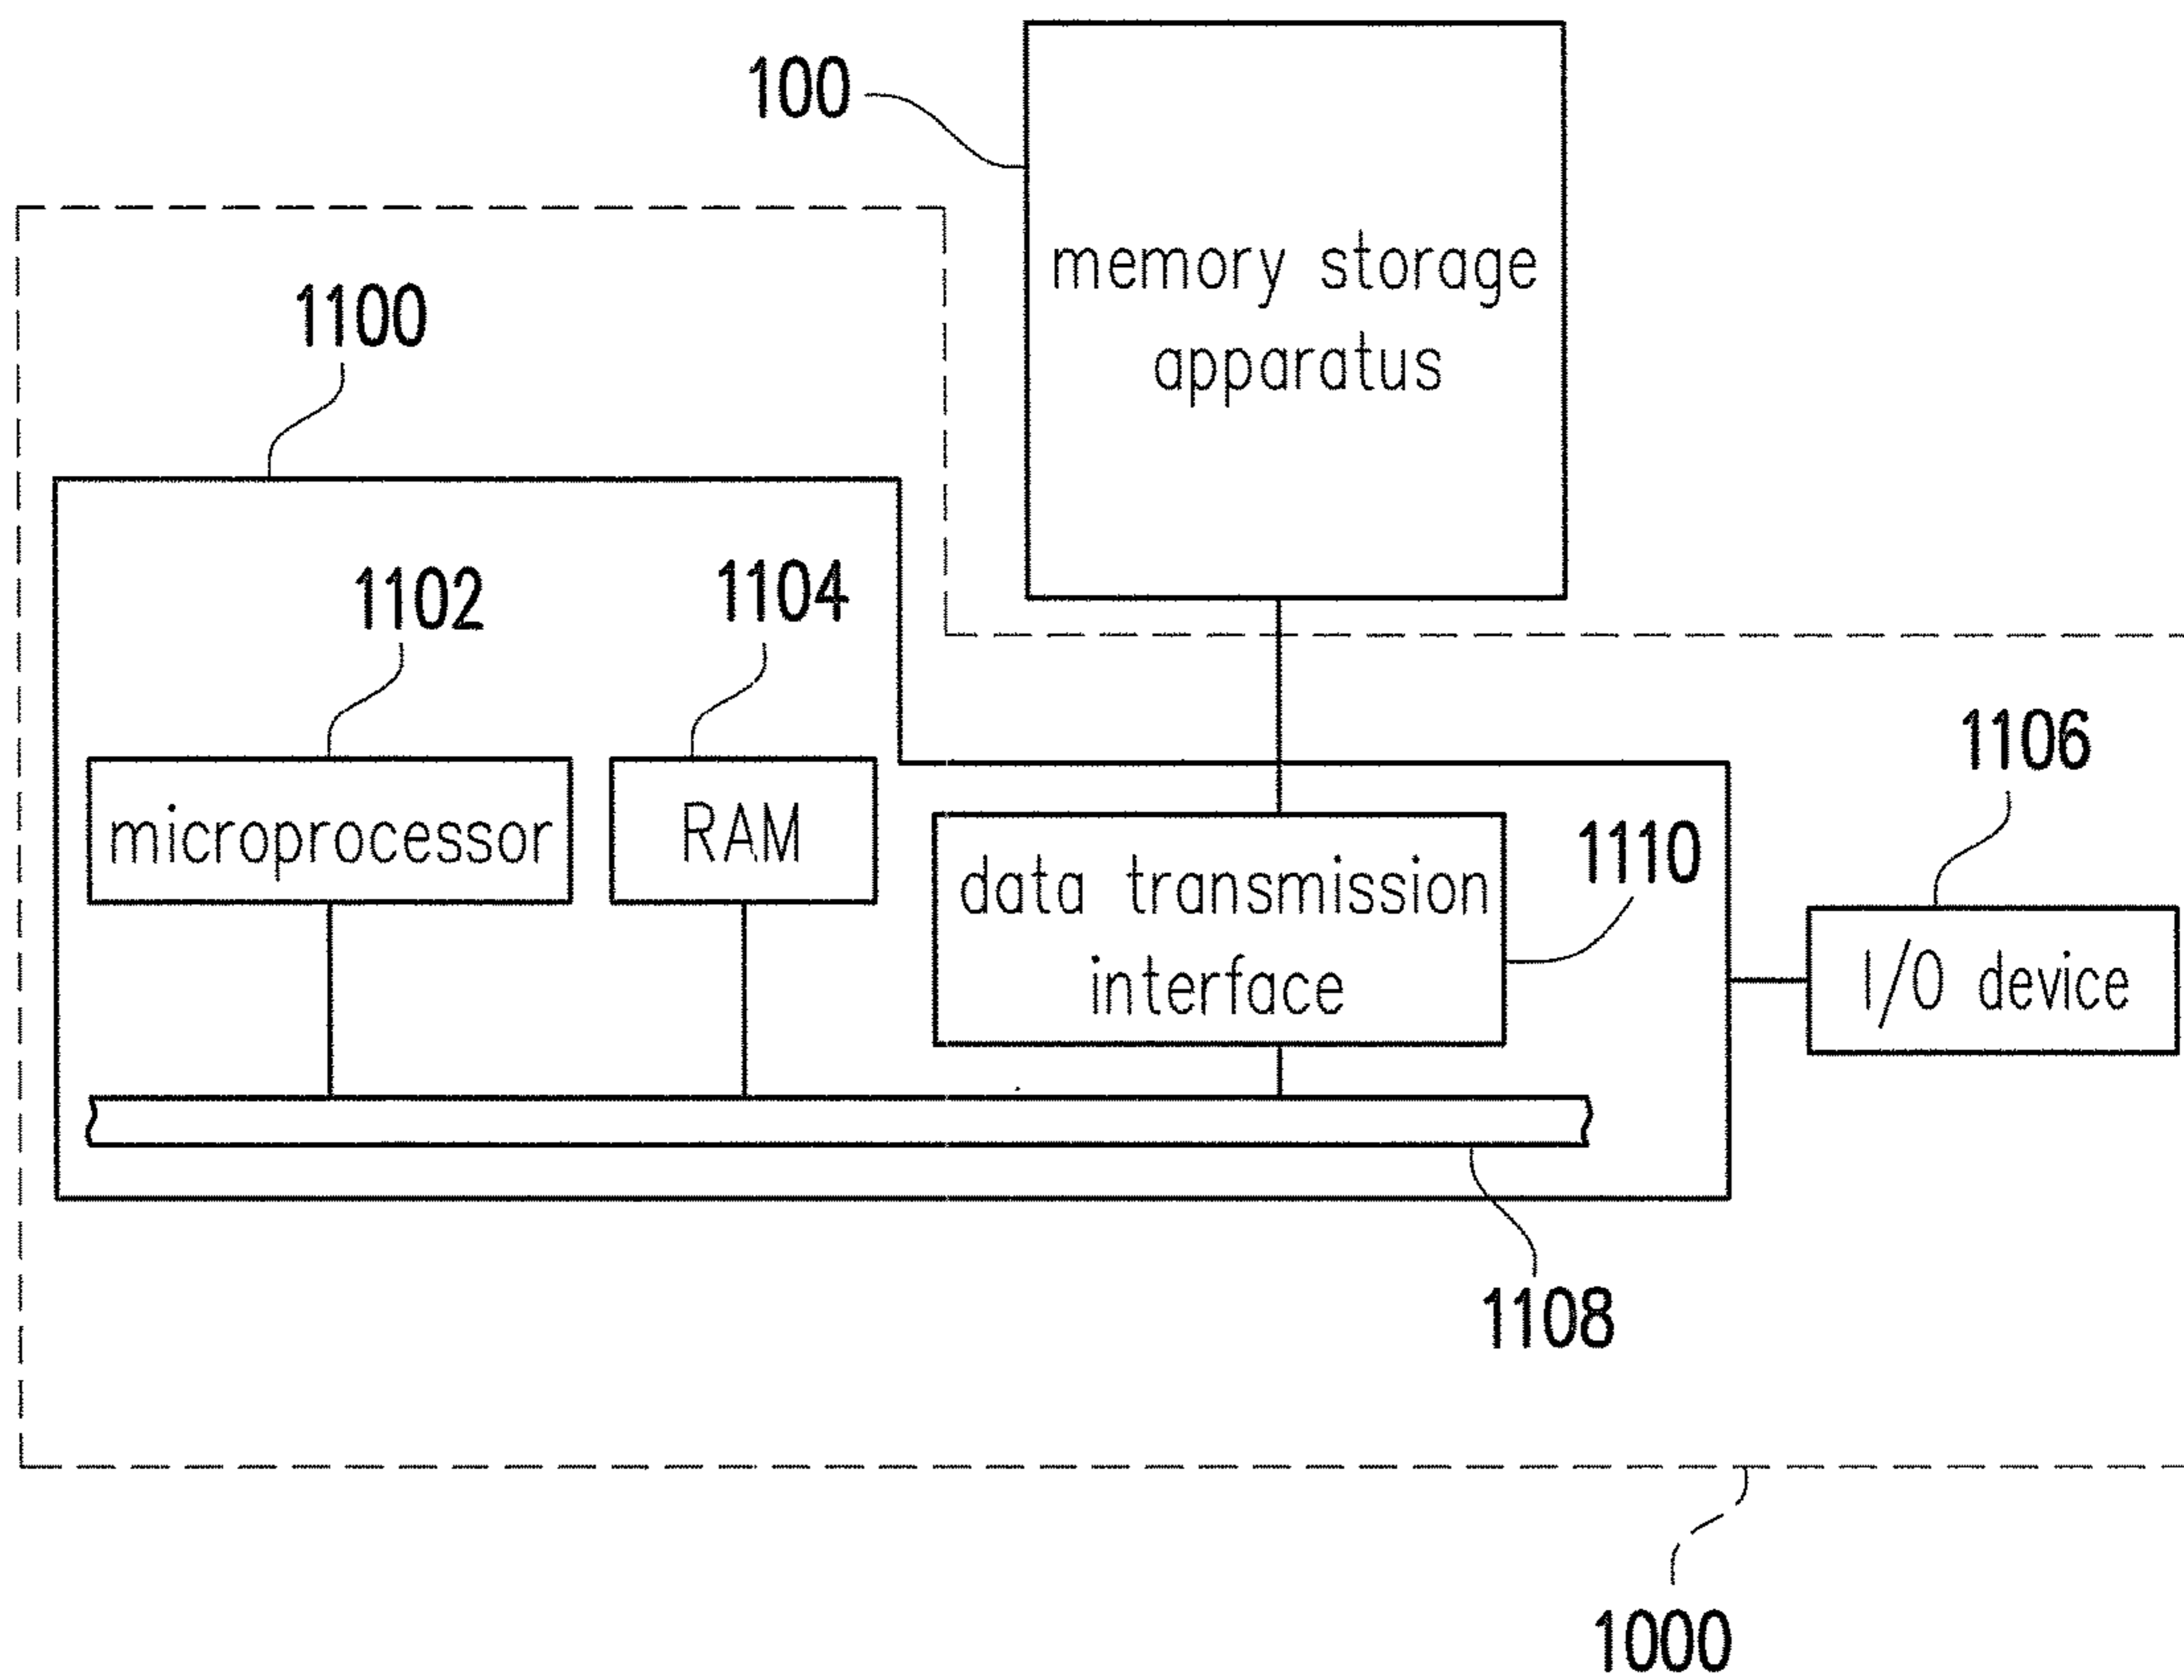 100
memory storage
apparatus
1100
1102
1104
microprocessor
RAM
data transmission
interface
1110
1106
I/O device
1108
1000